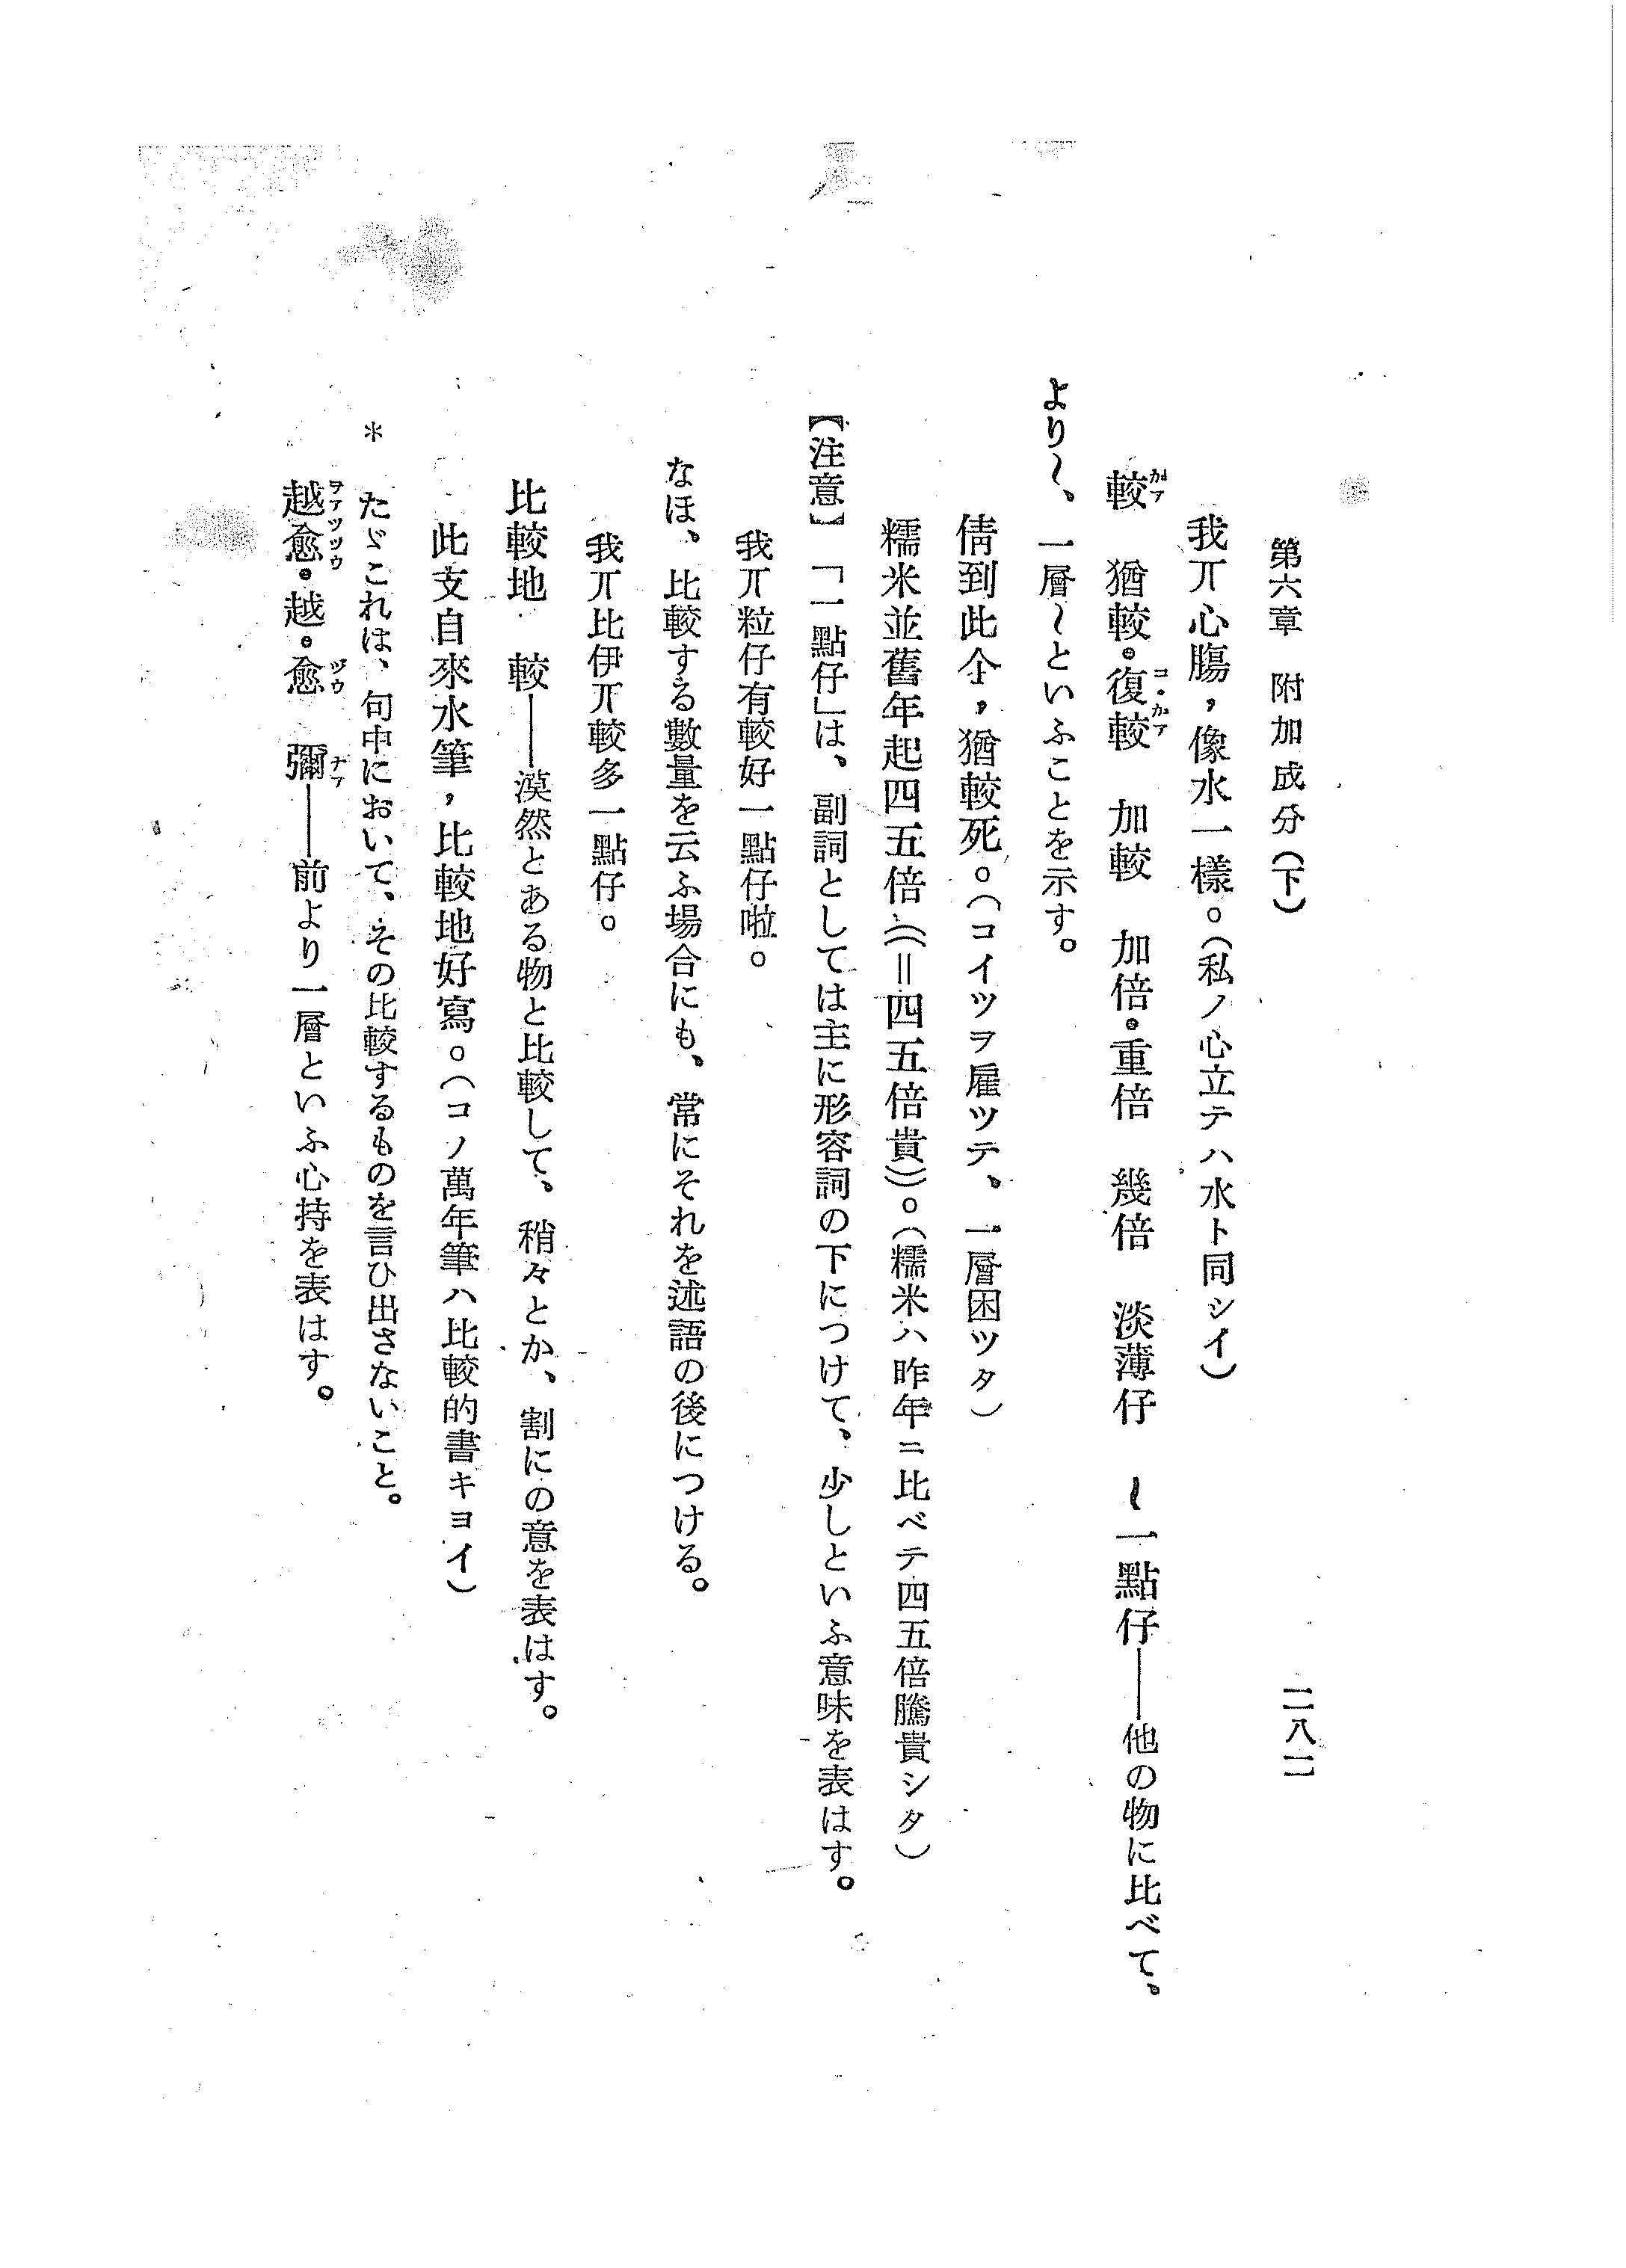 第六章　附加成分（下）
二八二
我丌心膓，像水一樣。（私ノ心立テハ水ト同シイ）
較　猶較・復較　加較　加倍・重倍　幾倍　淡薄仔　〜一點仔――他の物に比べて、
より〜、一層〜といふことを示す。
倩到此仐，猶較死。（コイツヲ雇ツテ、一層困ツタ）
糯米並舊年起四五倍（（＝四五倍貴））。（糯米ハ昨年ニ比ベテ四五倍騰貴シタ）
【注意】「一點仔」は、副詞としては主に形容詞の下につけて、少しといふ意味を表はす。
我丌粒仔有較好一點仔啦。
なほ、比較する數量を云ふ場合にも、常にそれを述語の後につける。
我丌比伊丌較多一點仔。
比較地　較――漠然とある物と比較して、稍々とか、割にの意を表はす。
此支自來水筆，比較地好寫。（コノ萬年筆ハ比較的書キヨイ）
＊　たゞこれは、句中において、その比較するものを言ひ出さないこと。
越愈・越・愈　彌――前より一層といふ心持を表はす。